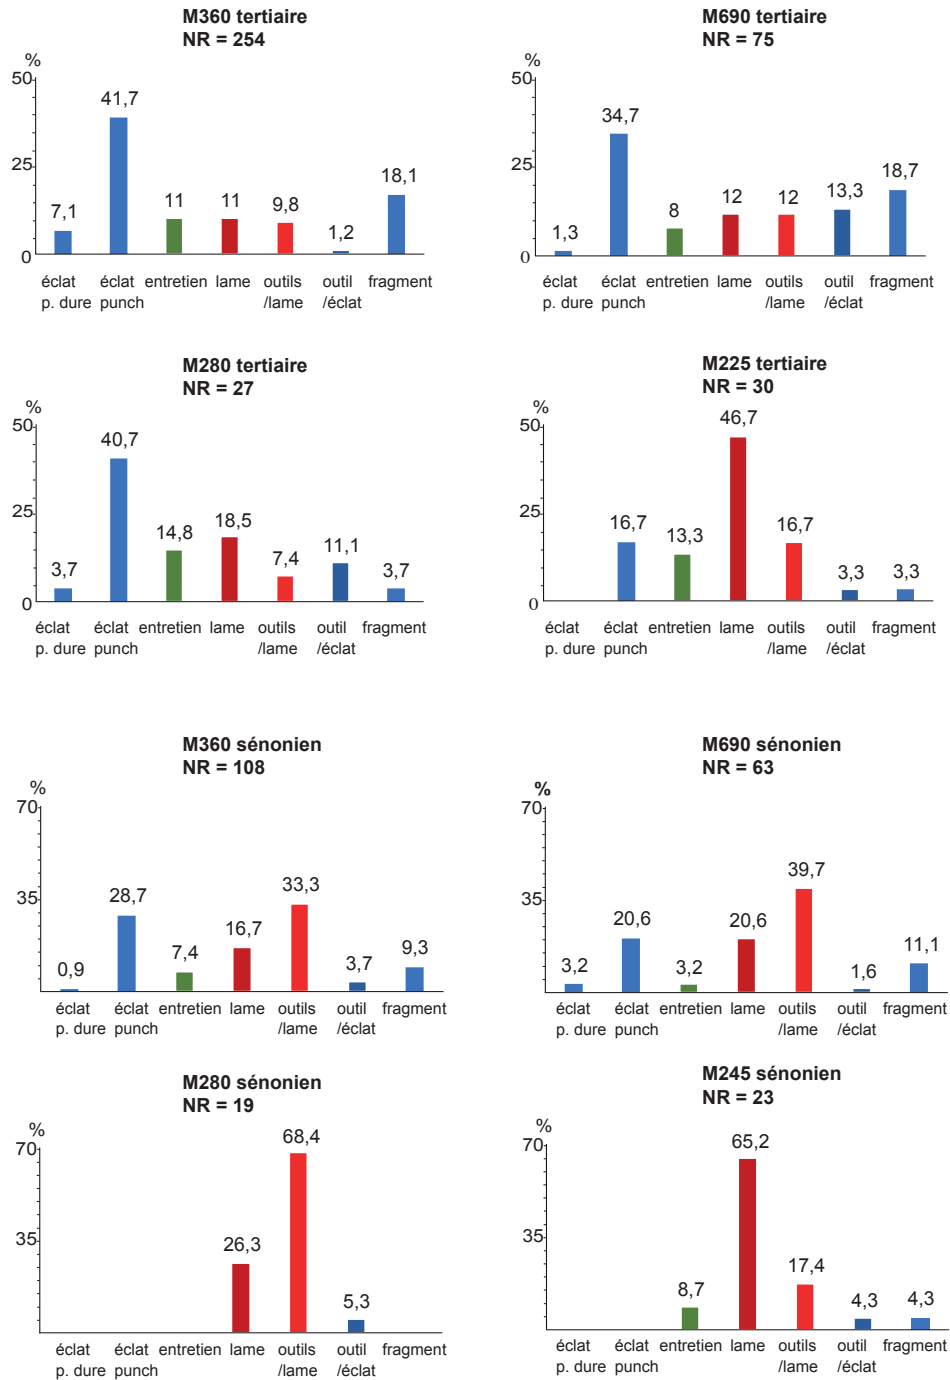 M360 tertiaire
NR = 254
%
50
25
0
7,1
41,7
11
11
9,8
1,2
18,1
éclat éclat entretien lame outils outil fragment
p. dure punch /lame /éclat
M690 tertiaire
NR = 75
%
50
25
0
1,3
34,7
8
12
12
13,3
18,7
éclat éclat entretien lame outils outil fragment
p. dure punch /lame /éclat
M280 tertiaire
NR = 27
%
50
25
0
3,7
40,7
14,8
18,5
7,4
11,1
3,7
éclat éclat entretien lame outils outil fragment
p. dure punch /lame /éclat
M225 tertiaire
NR = 30
%
50
25
0
16,7
13,3
46,7
16,7
3,3
3,3
éclat éclat entretien lame outils outil fragment
p. dure punch /lame /éclat
M360 sénonien
NR = 108
%
70
35
0,9
28,7
7,4
16,7
33,3
3,7
9,3
éclat éclat entretien lame outils outil fragment
p. dure punch /lame /éclat
M690 sénonien
NR = 63
%
70
35
3,2
20,6
3,2
20,6
39,7
1,6
11,1
éclat éclat entretien lame outils outil fragment
p. dure punch /lame /éclat
M280 sénonien
NR = 19
%
70
35
26,3
68,4
5,3
éclat éclat entretien lame outils outil fragment
p. dure punch /lame /éclat
M245 sénonien
NR = 23
%
70
35
8,7
65,2
17,4
4,3
4,3
éclat éclat entretien lame outils outil fragment
p. dure punch /lame /éclat